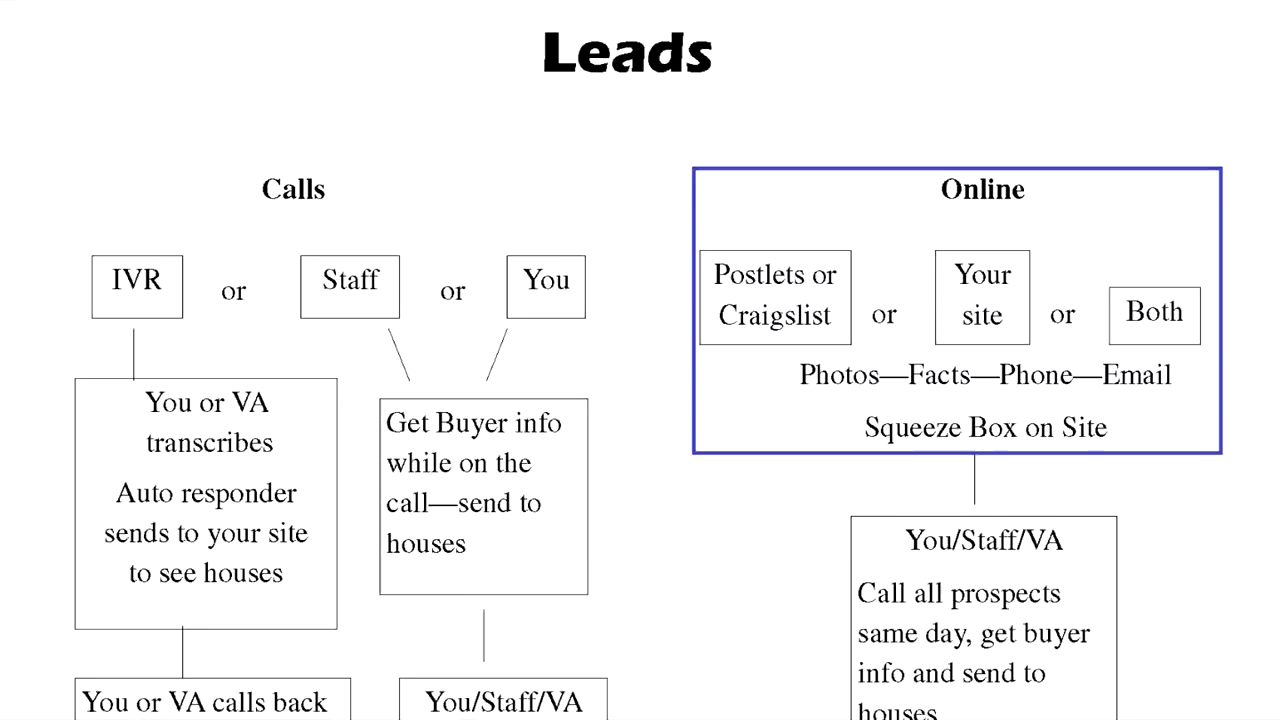 Leads
Calls
IVR
or
Staff
or
You
You or VA
transcribes
Auto responder
sends to your site
to see houses
Get Buyer info
while on the
call—send to
houses
You or VA calls back
You/Staff/VA
Online
Postlets or
Craigslist
or
Your
site
or
Both
Photos—Facts—Phone—Email
Squeeze Box on Site
You/Staff/VA
Call all prospects
same day, get buyer
info and send to
houses